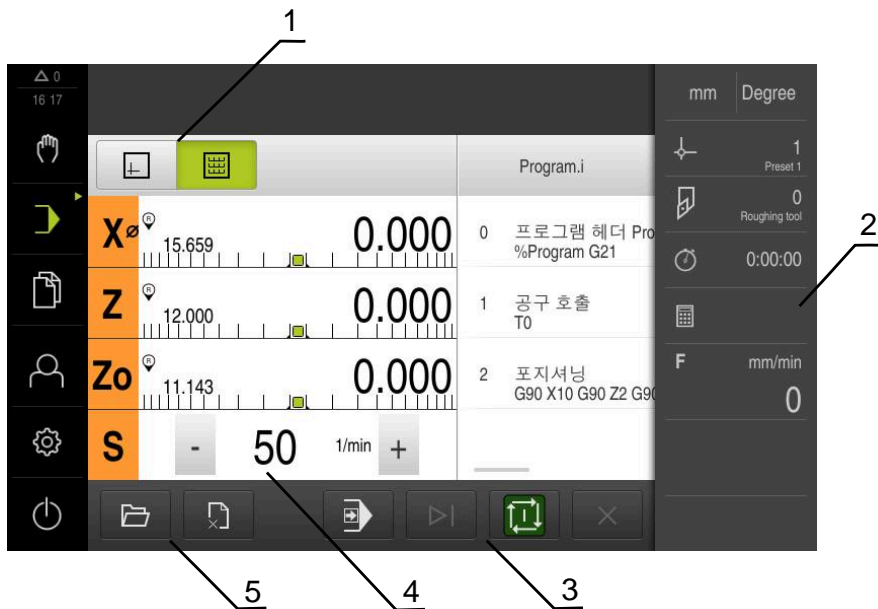 1
0
16 17
mm Degree
1
Preset 1
Program.i
0
Roughing tool
2
X⌀ R 15.659 0.000
0 프로그램 헤더 Pro
%Program G21
0:00:00
Z R 12.000 0.000
1 공구 호출
T0
F mm/min
0
Zo R 11.143 0.000
2 포지셔닝
G90 X10 G90 Z2 G90
S - 50 1/min +
5
4
3